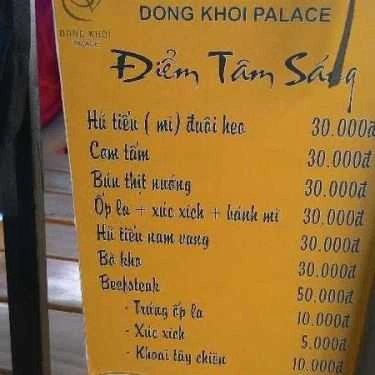 DONG KHOI
PALACE
DONG KHOI PALACE
Điểm Tâm Sáng
Hủ tiếu ( mì) đuôi heo 30.000đ
Cơm tấm 30.000đ
Bún thịt nướng 30.000đ
Ốp la + xúc xích + bánh mì 30.000đ
Hủ tiếu nam vang 30.000đ
Bò kho 30.000đ
Beefsteak 50.000đ
- Trứng ốp la 10.000đ
- Xúc xích 5.000đ
- Khoai tây chiên 10.000đ